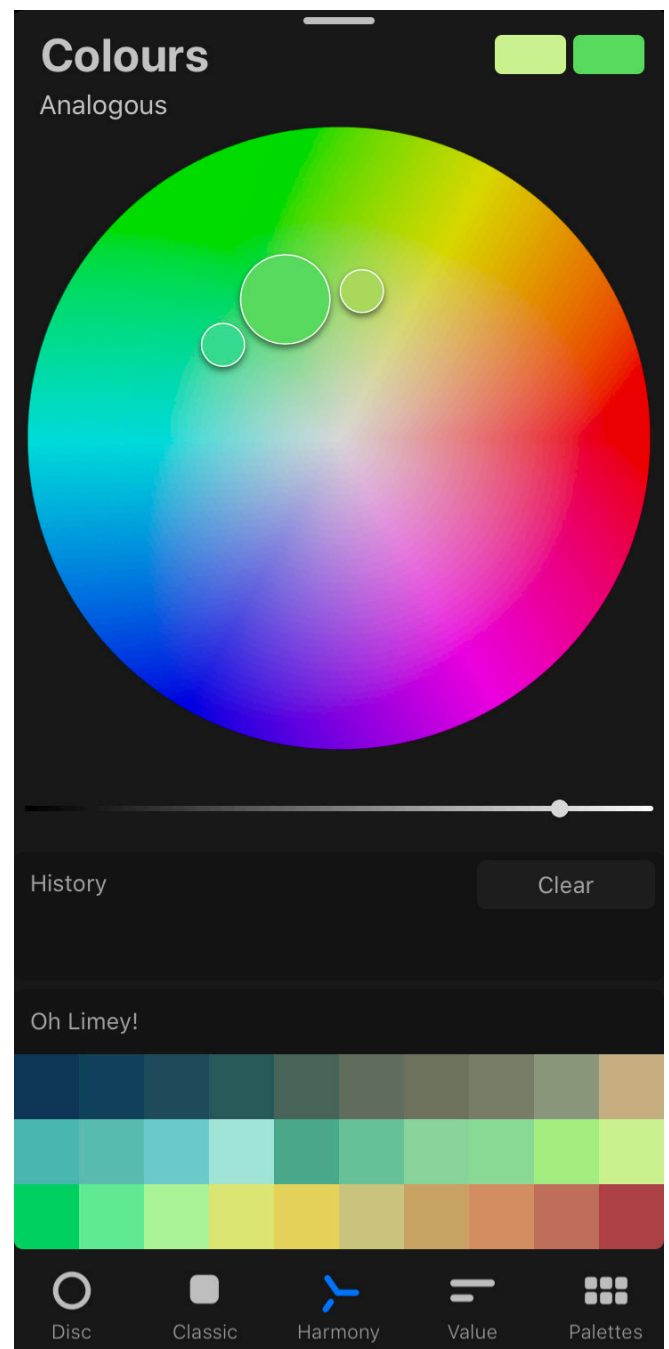 Colours
Analogous
History
Clear
Oh Limey!
Disc
Classic
Harmony
Value
Palettes